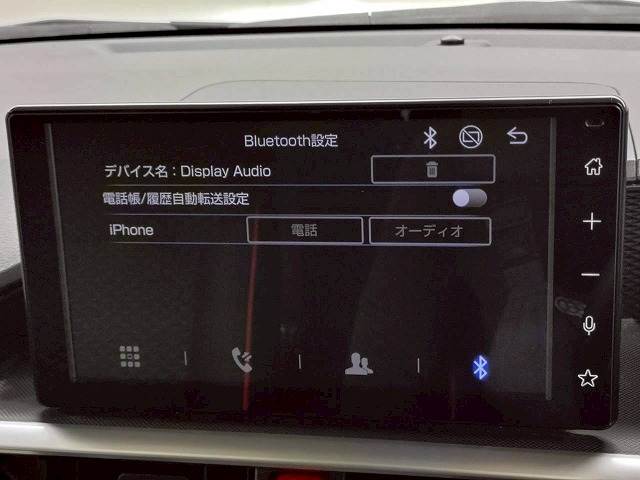 Bluetooth設定
デバイス名：Display Audio
電話帳/履歴自動転送設定
iPhone 電話 オーディオ